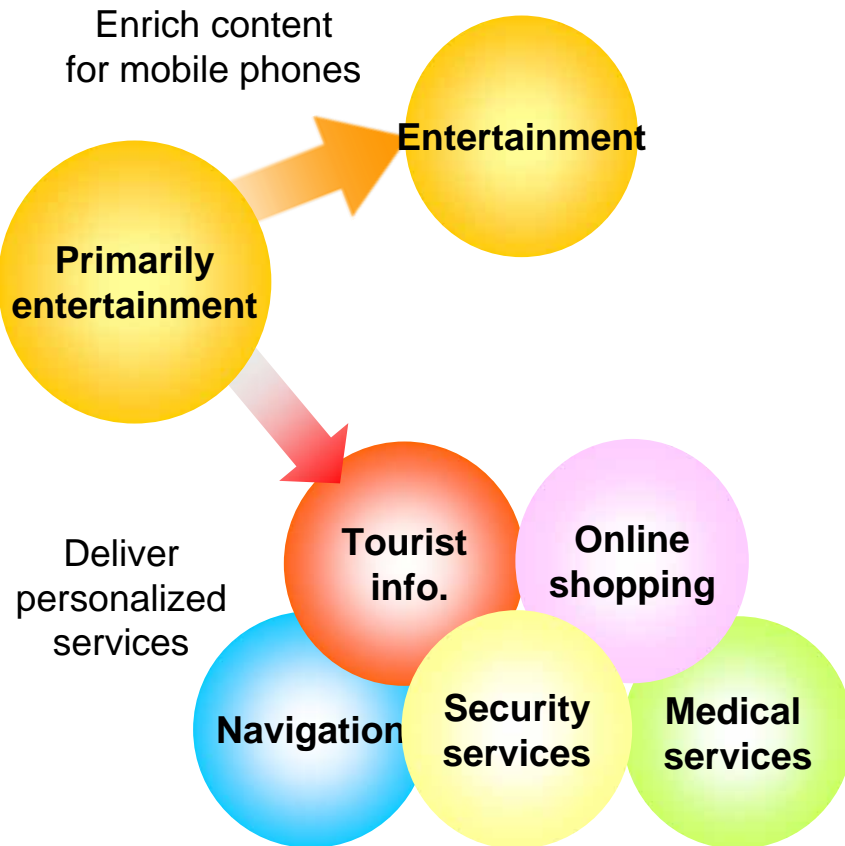 Enrich content
for mobile phones
Entertainment
Primarily
entertainment
Deliver
personalized
services
Tourist
info.
Online
shopping
Navigation
Security
services
Medical
services